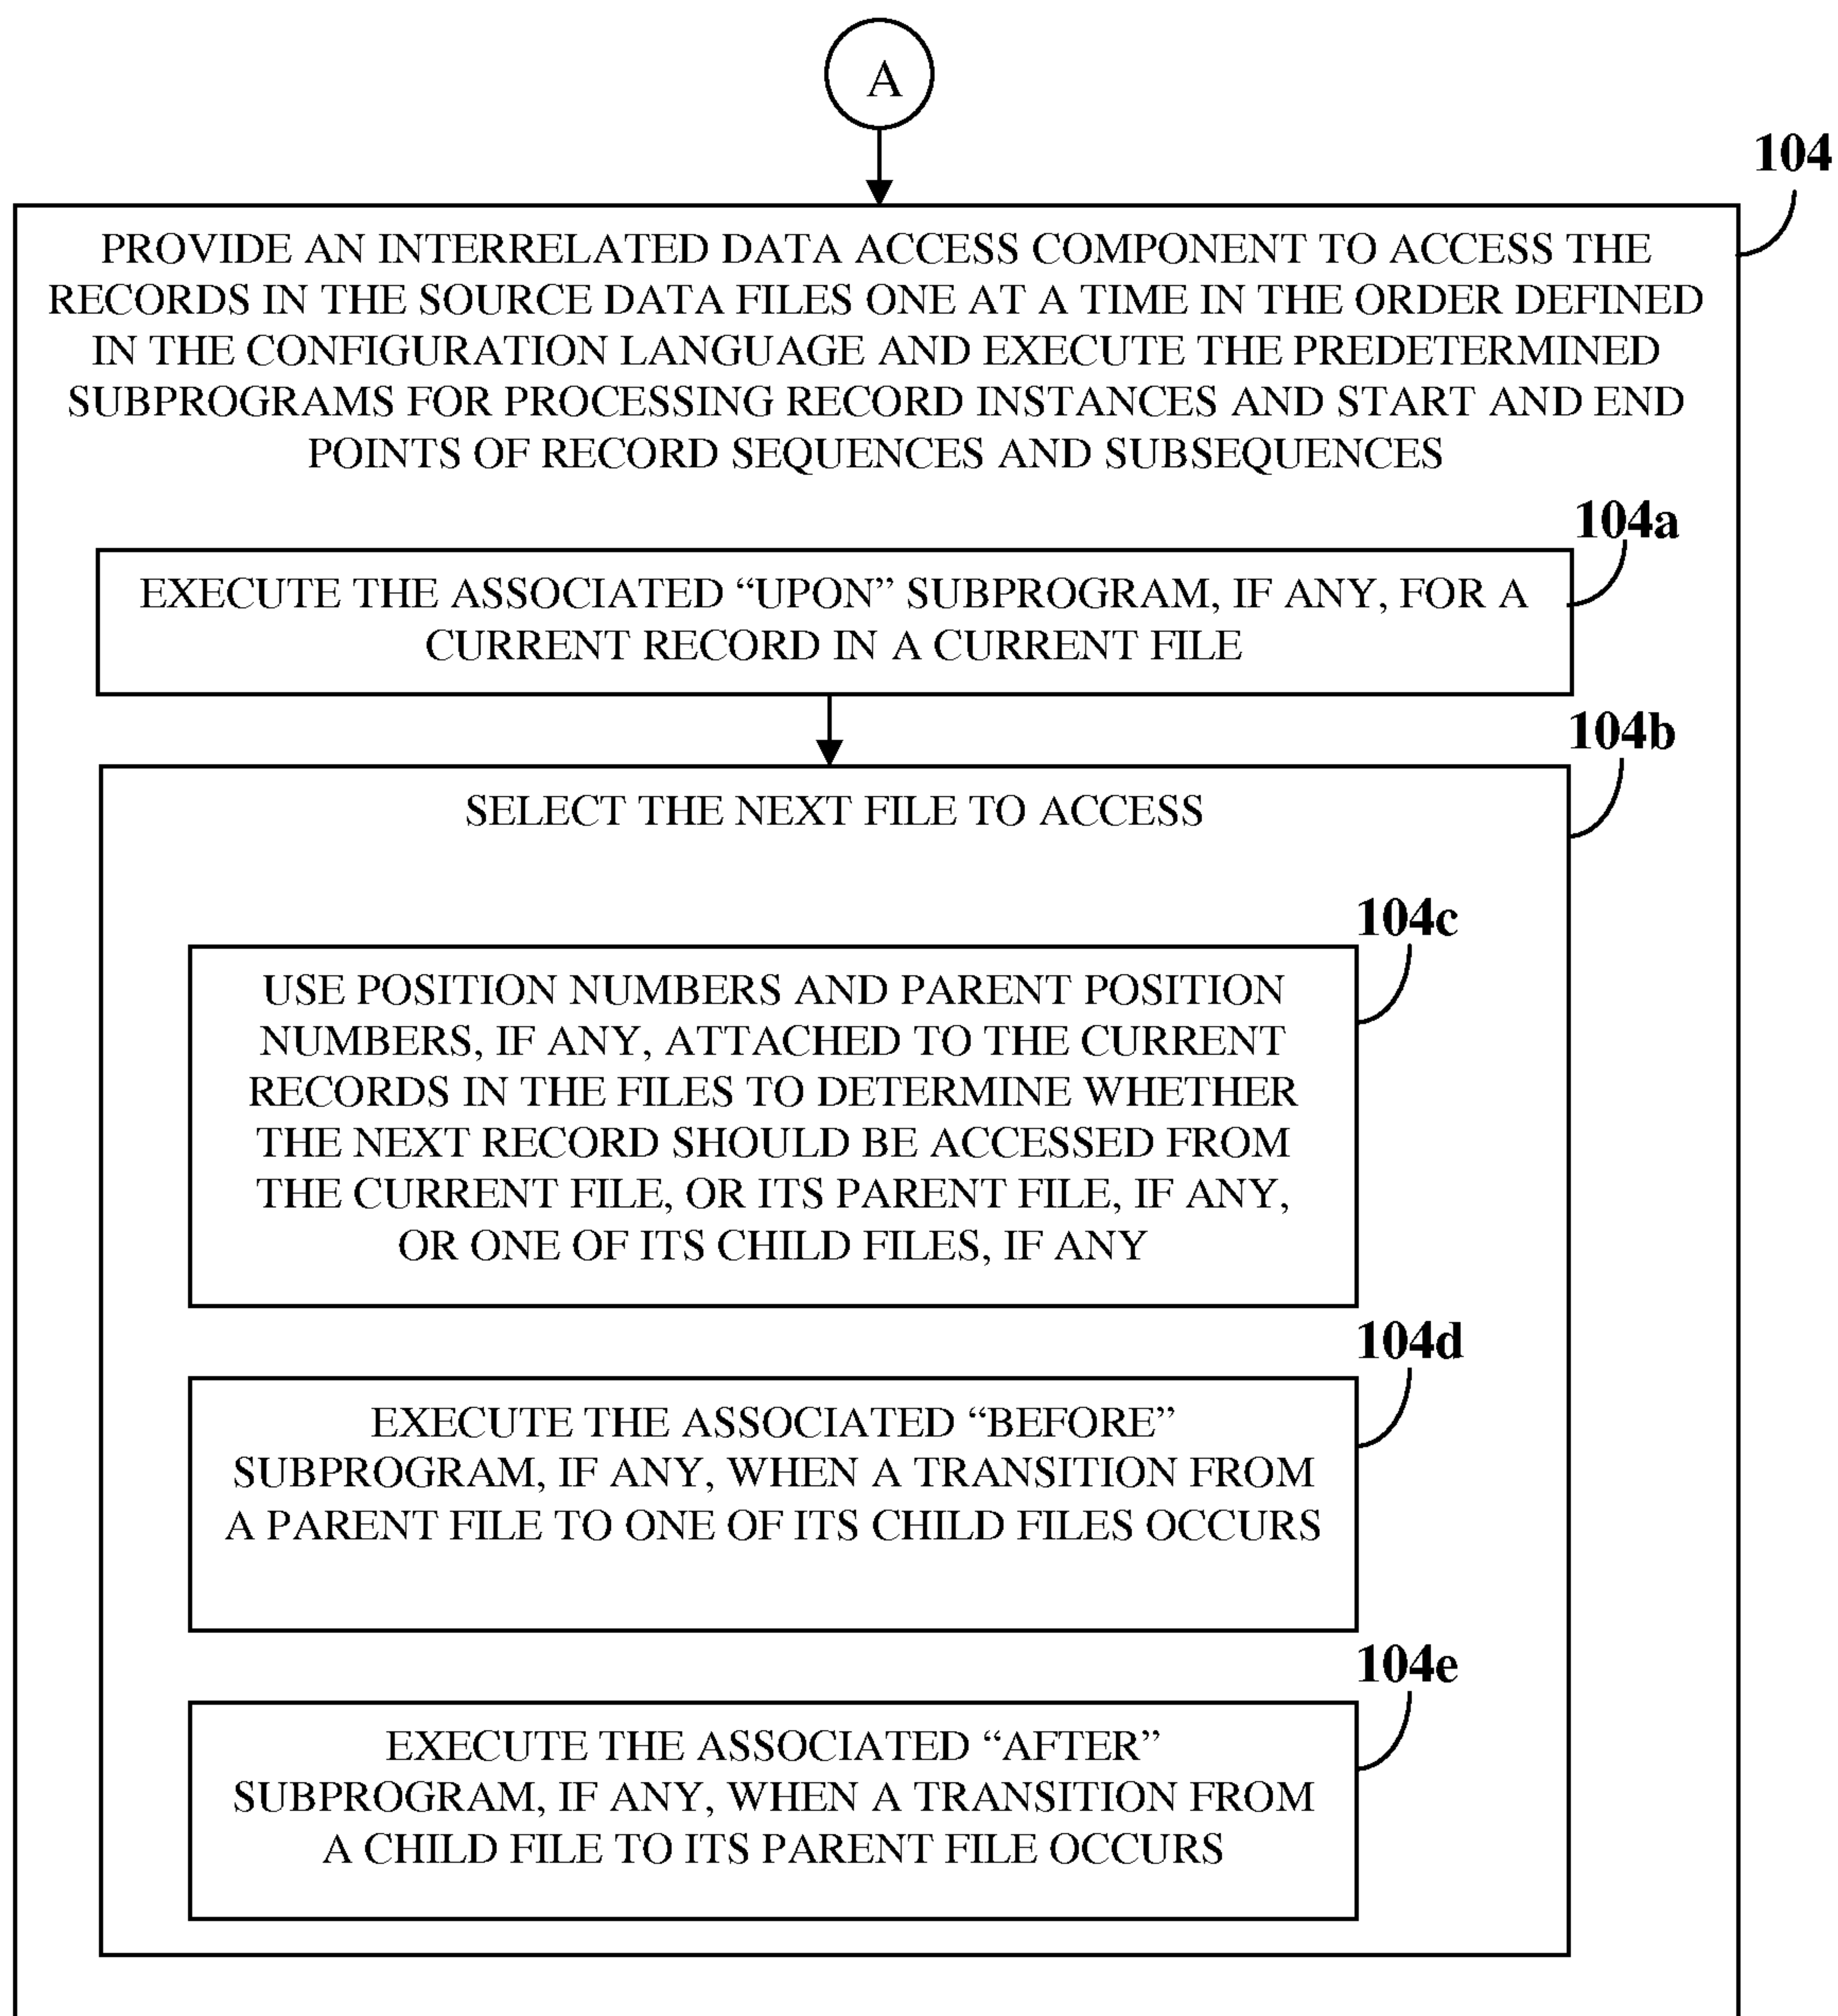 A
104
PROVIDE AN INTERRELATED DATA ACCESS COMPONENT TO ACCESS THE
RECORDS IN THE SOURCE DATA FILES ONE AT A TIME IN THE ORDER DEFINED
IN THE CONFIGURATION LANGUAGE AND EXECUTE THE PREDETERMINED
SUBPROGRAMS FOR PROCESSING RECORD INSTANCES AND START AND END
POINTS OF RECORD SEQUENCES AND SUBSEQUENCES
104a
EXECUTE THE ASSOCIATED “UPON” SUBPROGRAM, IF ANY, FOR A
CURRENT RECORD IN A CURRENT FILE
104b
SELECT THE NEXT FILE TO ACCESS
104c
USE POSITION NUMBERS AND PARENT POSITION
NUMBERS, IF ANY, ATTACHED TO THE CURRENT
RECORDS IN THE FILES TO DETERMINE WHETHER
THE NEXT RECORD SHOULD BE ACCESSED FROM
THE CURRENT FILE, OR ITS PARENT FILE, IF ANY,
OR ONE OF ITS CHILD FILES, IF ANY
104d
EXECUTE THE ASSOCIATED “BEFORE”
SUBPROGRAM, IF ANY, WHEN A TRANSITION FROM
A PARENT FILE TO ONE OF ITS CHILD FILES OCCURS
104e
EXECUTE THE ASSOCIATED “AFTER”
SUBPROGRAM, IF ANY, WHEN A TRANSITION FROM
A CHILD FILE TO ITS PARENT FILE OCCURS